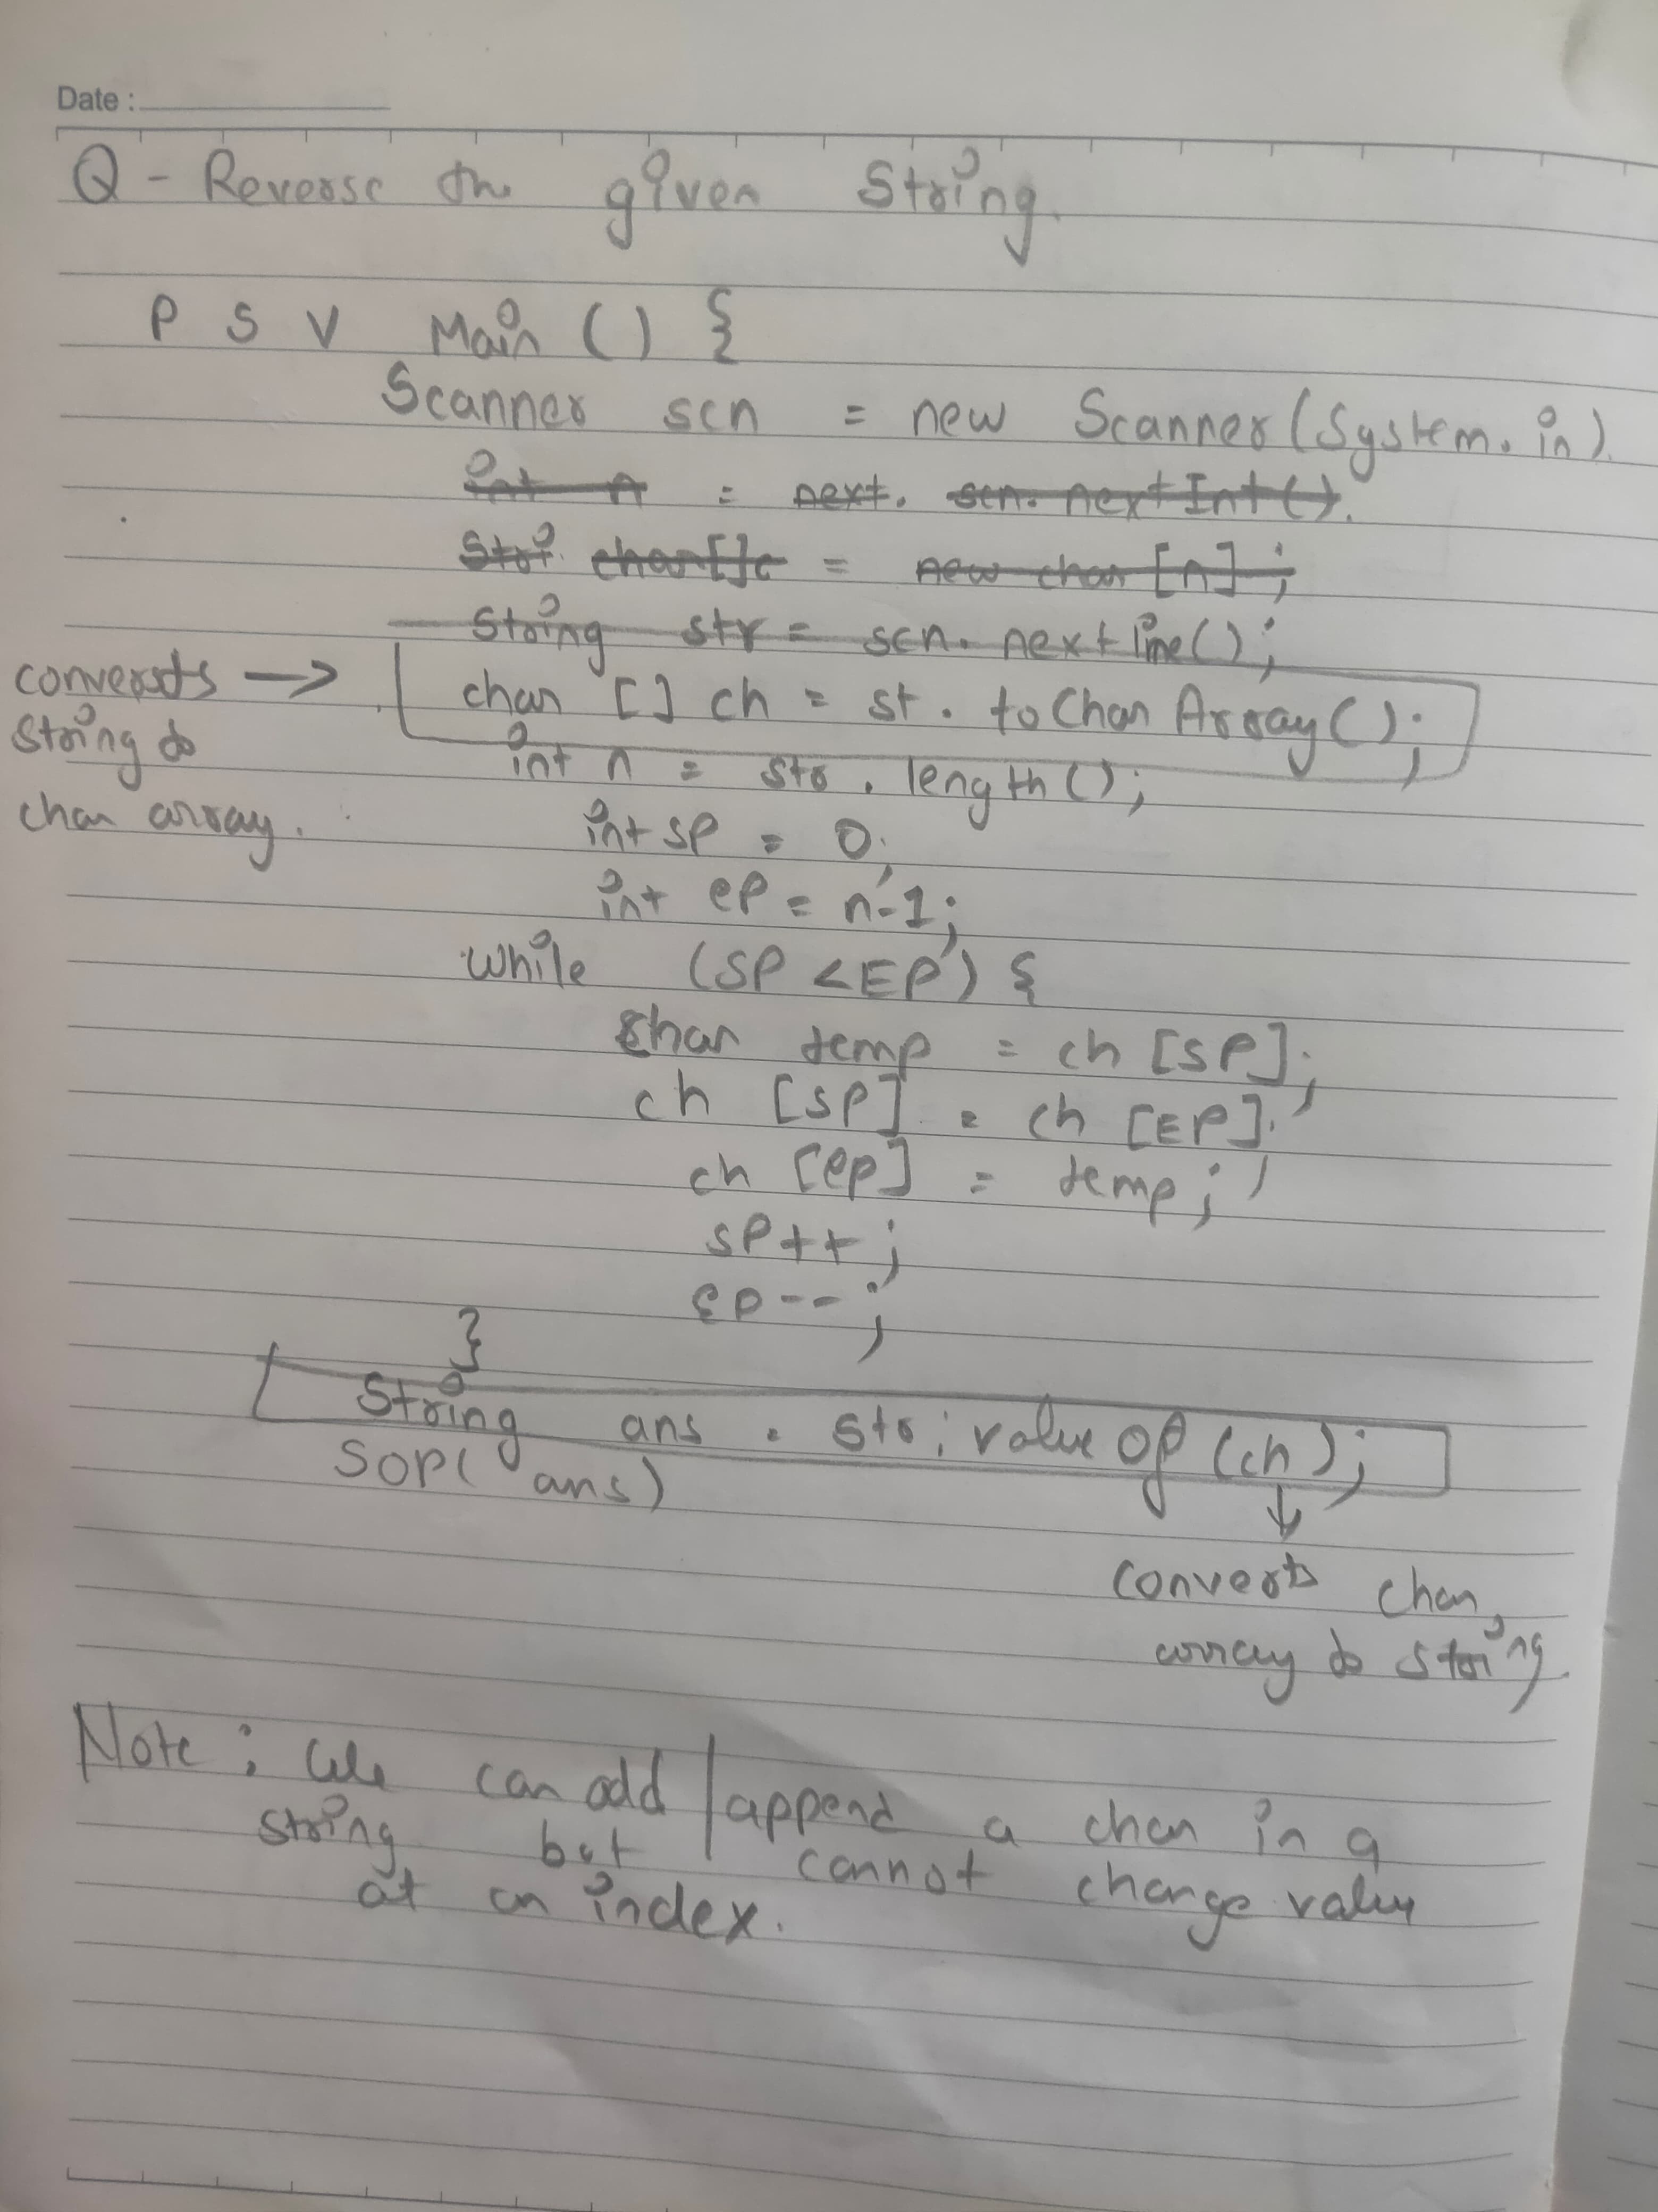 Date :
Q - Reverse the given String.
P S V Main () {
Scanner scn = new Scanner(System.in)
int n = next. scn. nextInt().
Stri char[]c = new char [n] ;
String str = scn. nextline();
converts → char [] ch = st . toCharArray();
string to
int n = str . length();
char array.
int sp = 0;
int ep = n-1;
while (SP < EP) {
char temp = ch [SP];
ch [SP] = ch [EP];
ch [ep] = temp;
SP++;
ep--;
}
String ans = str. value Of (ch);
SOP( ans)
↓
converts char
array to string
Note : We can add / append a char in a
string but cannot change value
at an index.